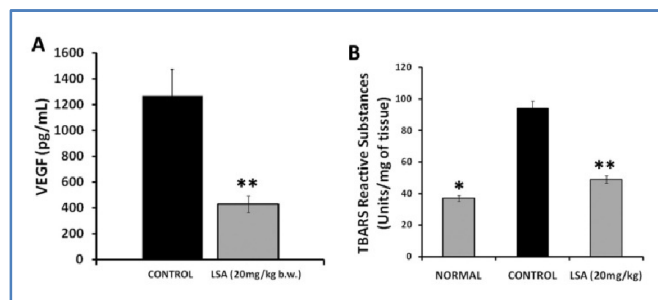 A
VEGF (pg/mL)
1600
1400
1200
1000
800
600
400
200
0
**
CONTROL LSA (20mg/kg b.w.)
B
TBARS Reactive Substances
(Units/mg of tissue)
120
100
80
60
40
20
0
*
**
NORMAL CONTROL LSA (20mg/kg)